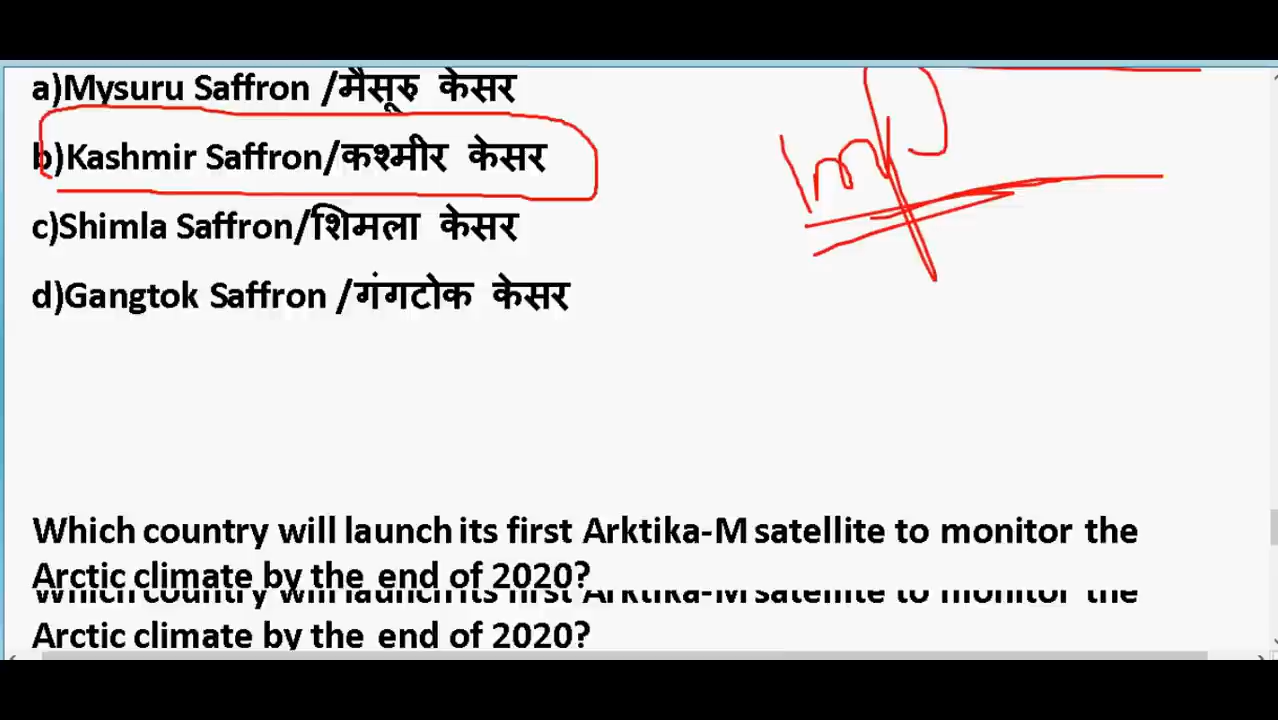 a)Mysuru Saffron /मैसूरु केसर
b)Kashmir Saffron/कश्मीर केसर
Imp
c)Shimla Saffron/शिमला केसर
d)Gangtok Saffron /गंगटोक केसर
Which country will launch its first Arktika-M satellite to monitor the
Arctic climate by the end of 2020?
Which country will launch its first Arktika-M satellite to monitor the
Arctic climate by the end of 2020?